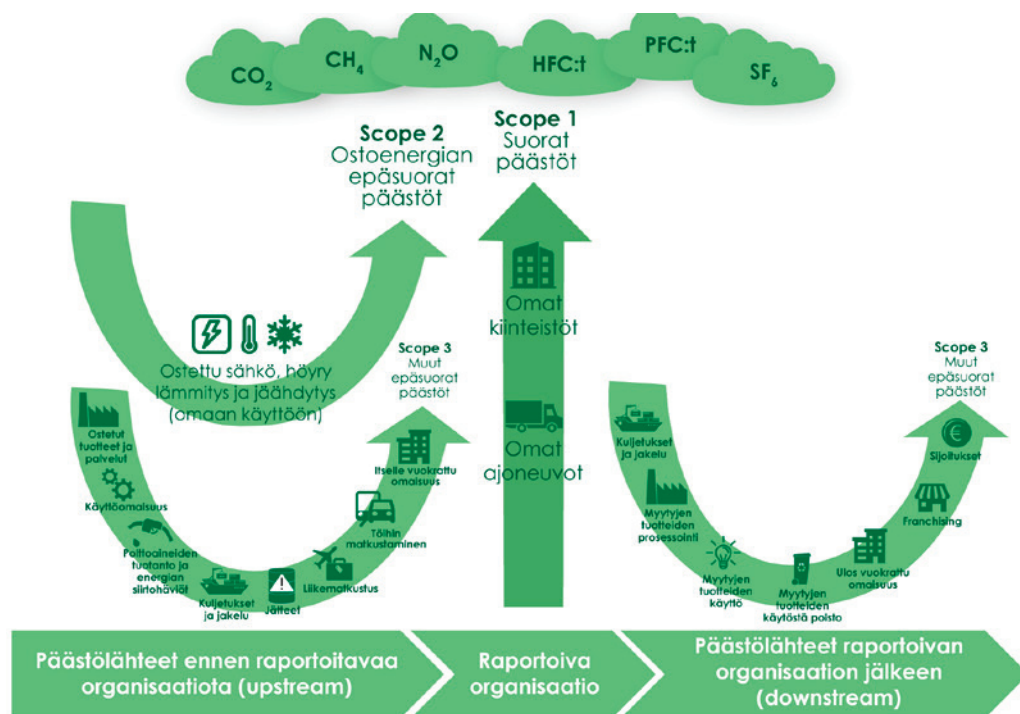 CO₂
CH₄
N₂O
HFC:t
PFC:t
SF₆
Scope 2
Ostoenergian
epäsuorat
päästöt
Scope 1
Suorat
päästöt
Omat
kiinteistöt
Omat
ajoneuvot
Ostettu sähkö, höyry
lämmitys ja jäähdytys
(omaan käyttöön)
Scope 3
Muut
epäsuorat
päästöt
Ostetut
tuotteet ja
palvelut
Käyttöomaisuus
Polttoaineiden
tuotanto ja
energian
siirtohäviöt
Kuljetukset
ja jakelu
Jätteet
Liikematkustus
Töihin
matkustaminen
Itselle vuokrattu
omaisuus
Scope 3
Muut
epäsuorat
päästöt
Kuljetukset
ja jakelu
Myytyjen
tuotteiden
prosessointi
Myytyjen
tuotteiden
käyttö
Myytyjen
tuotteiden
käytöstä poisto
Ulos vuokrattu
omaisuus
Franchising
Sijoitukset
Päästölähteet ennen raportoitavaa
organisaatiota (upstream)
Raportoiva
organisaatio
Päästölähteet raportoivan
organisaation jälkeen
(downstream)